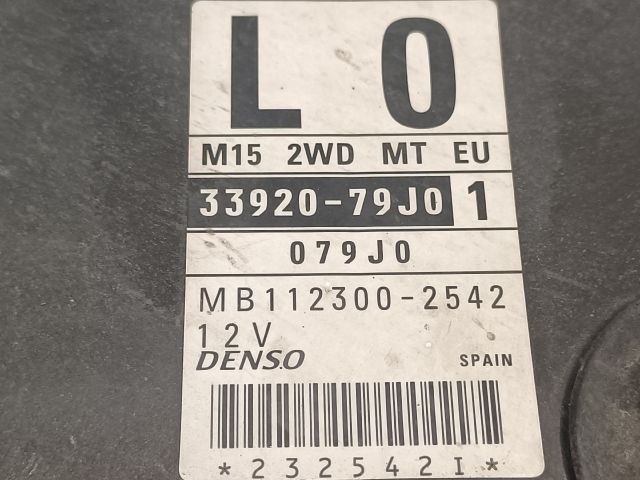 L 0
M15 2WD MT EU
33920-79J0 1
079J0
MB112300-2542
12V
DENSO SPAIN
*232542I*